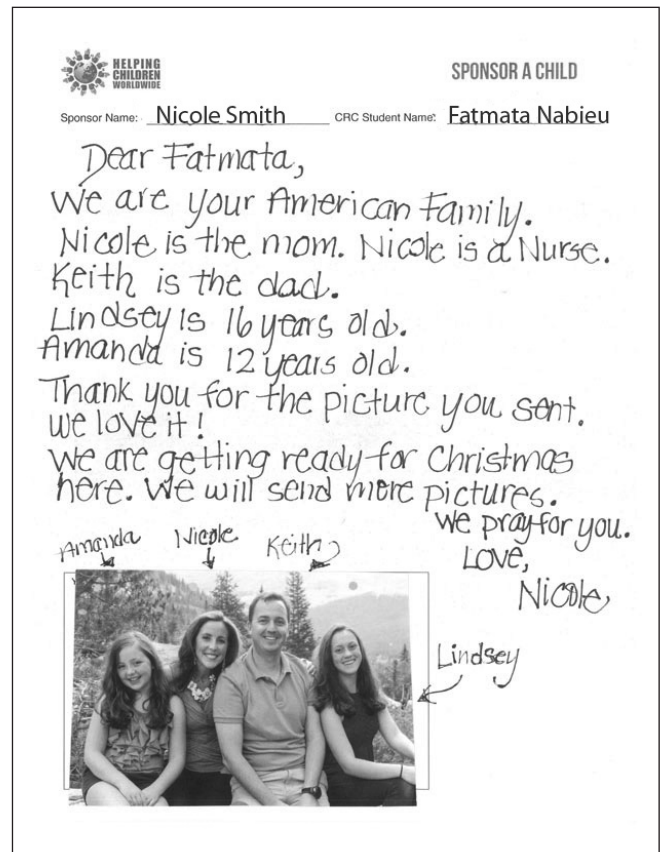 HELPING
CHILDREN
WORLDWIDE
SPONSOR A CHILD
Sponsor Name: Nicole Smith CRC Student Name: Fatmata Nabieu
Dear Fatmata,
We are your American Family.
Nicole is the mom. Nicole is a Nurse.
Keith is the dad.
Lindsey is 16 years old.
Amanda is 12 years old.
Thank you for the picture you sent.
We love it!
We are getting ready for Christmas
here. We will send more pictures.
We pray for you.
Love,
Nicole
Amanda Nicole Keith
Lindsey